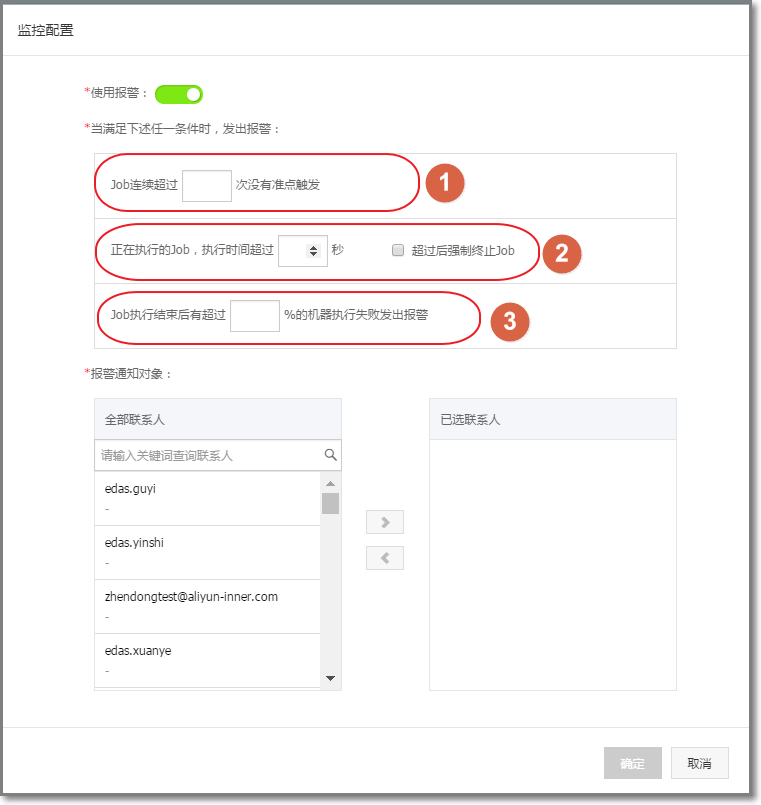 监控配置
*使用报警：
*当满足下述任一条件时，发出报警：
Job连续超过 次没有准点触发
1
正在执行的Job，执行时间超过 秒 超过后强制终止Job
2
Job执行结束后有超过 %的机器执行失败发出报警
3
*报警通知对象：
全部联系人
已选联系人
请输入关键词查询联系人
edas.guyi
-
edas.yinshi
-
zhendongtest@aliyun-inner.com
-
edas.xuanye
-
确定 取消